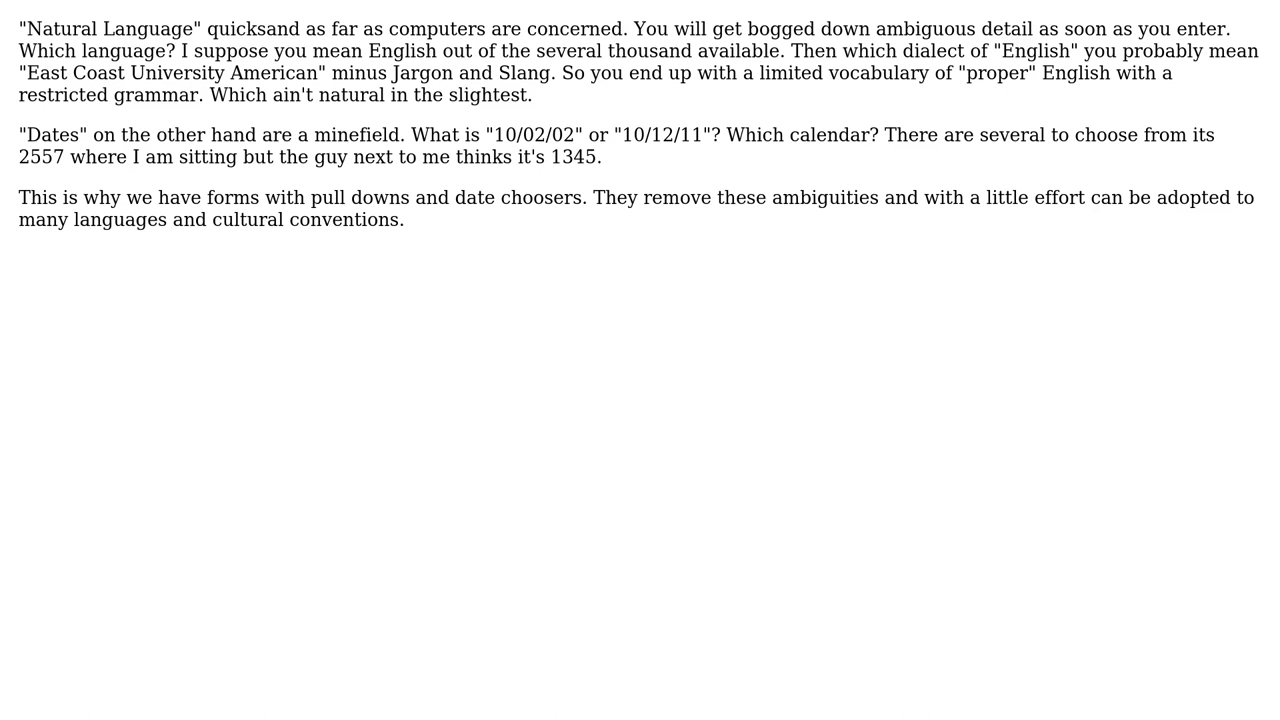 "Natural Language" quicksand as far as computers are concerned. You will get bogged down ambiguous detail as soon as you enter.
Which language? I suppose you mean English out of the several thousand available. Then which dialect of "English" you probably mean
"East Coast University American" minus Jargon and Slang. So you end up with a limited vocabulary of "proper" English with a
restricted grammar. Which ain't natural in the slightest.
"Dates" on the other hand are a minefield. What is "10/02/02" or "10/12/11"? Which calendar? There are several to choose from its
2557 where I am sitting but the guy next to me thinks it's 1345.
This is why we have forms with pull downs and date choosers. They remove these ambiguities and with a little effort can be adopted to
many languages and cultural conventions.